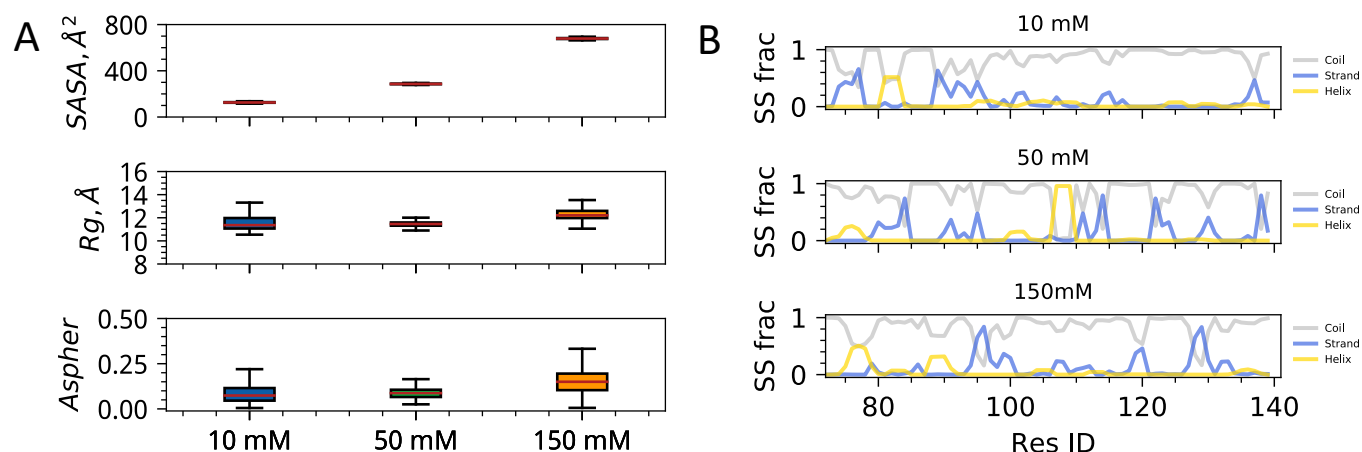 A
SASA, Å²
800
400
0
Rg, Å
16
14
12
10
8
Aspher
0.50
0.25
0.00
10 mM
50 mM
150 mM
B
10 mM
SS frac
1
0
Coil
Strand
Helix
50 mM
SS frac
1
0
Coil
Strand
Helix
150mM
SS frac
1
0
Coil
Strand
Helix
80
100
120
140
Res ID